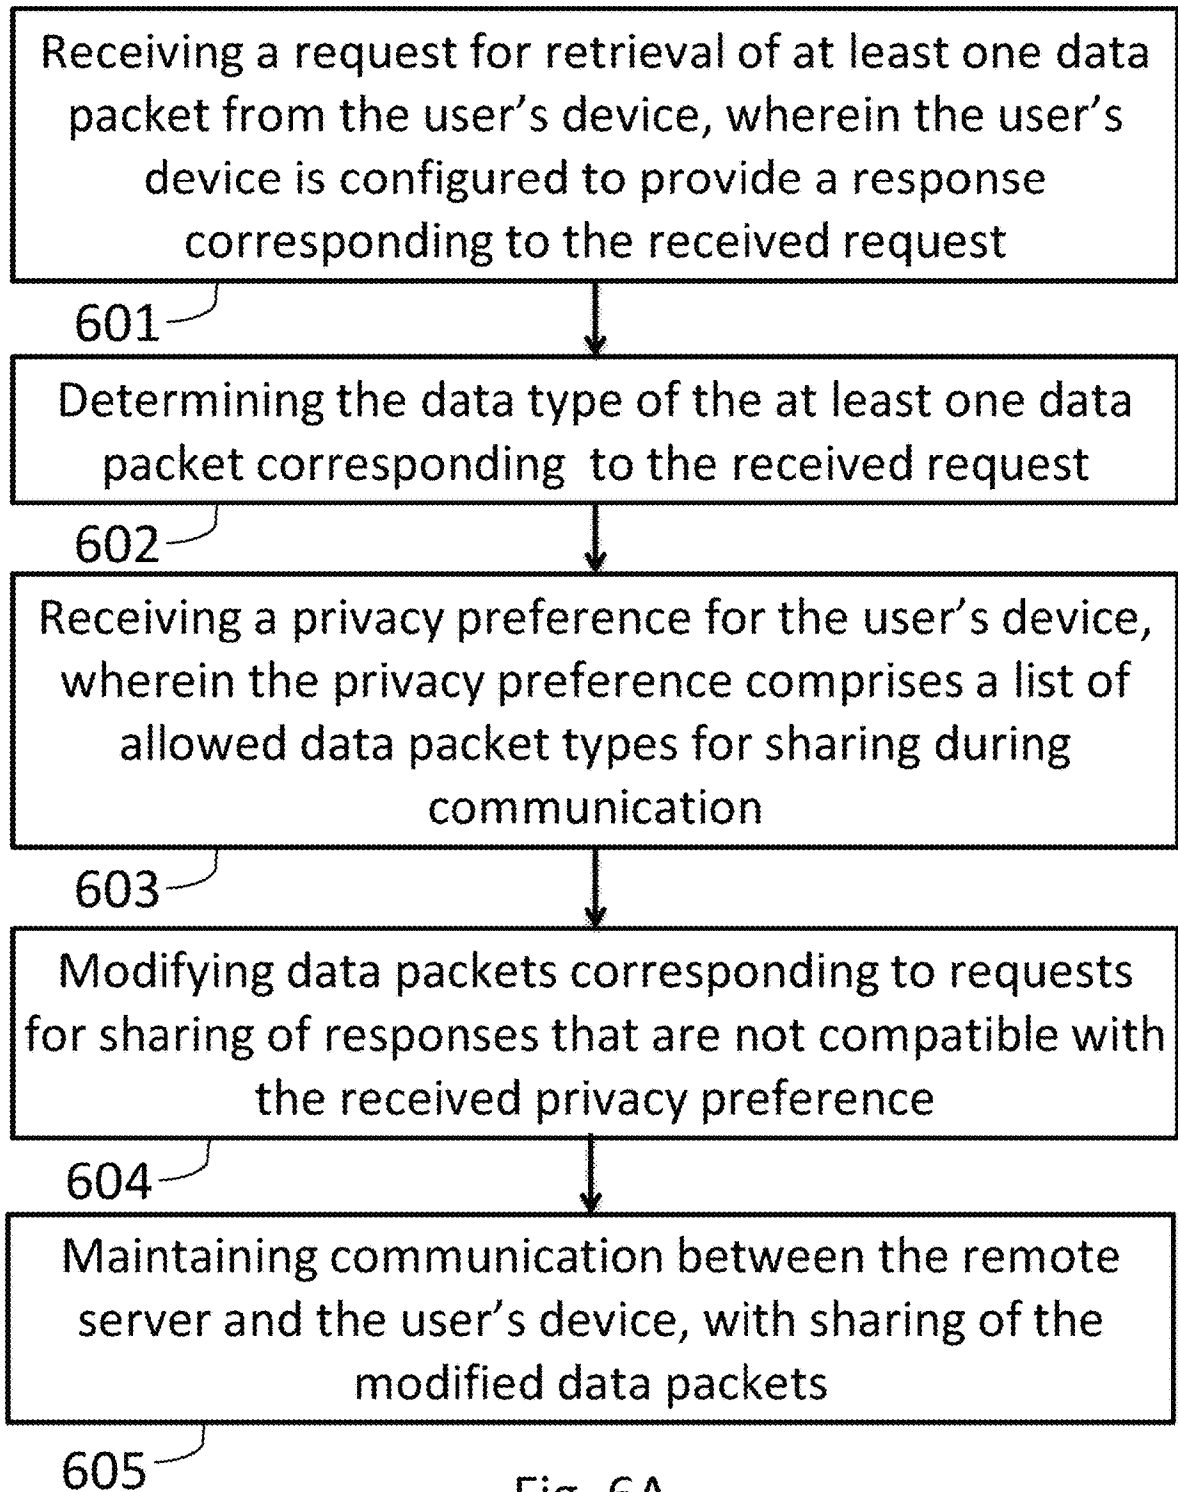 Receiving a request for retrieval of at least one data
packet from the user’s device, wherein the user’s
device is configured to provide a response
corresponding to the received request
601
Determining the data type of the at least one data
packet corresponding  to the received request
602
Receiving a privacy preference for the user’s device,
wherein the privacy preference comprises a list of
allowed data packet types for sharing during
communication
603
Modifying data packets corresponding to requests
for sharing of responses that are not compatible with
the received privacy preference
604
Maintaining communication between the remote
server and the user’s device, with sharing of the
modified data packets
605
Fig. 6A